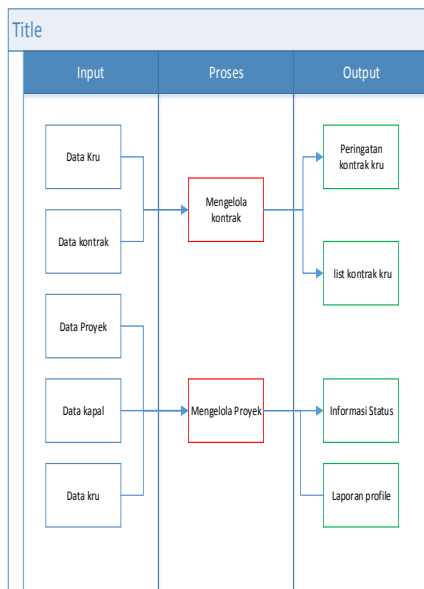 Title
Input
Proses
Output
Data Kru
Data kontrak
Data Proyek
Data kapal
Data kru
Mengelola
kontrak
Mengelola Proyek
Peringatan
kontrak kru
list kontrak kru
Informasi Status
Laporan profile